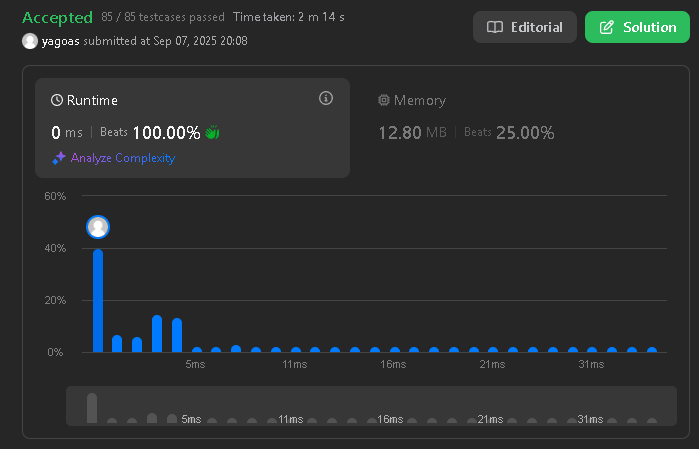 Accepted 85 / 85 testcases passed Time taken: 2 m 14 s
yagoas submitted at Sep 07, 2025 20:08
Editorial
Solution
Runtime
0 ms | Beats 100.00%
Analyze Complexity
Memory
12.80 MB | Beats 25.00%
60%
40%
20%
0%
5ms 11ms 16ms 21ms 31ms
5ms 11ms 16ms 21ms 31ms